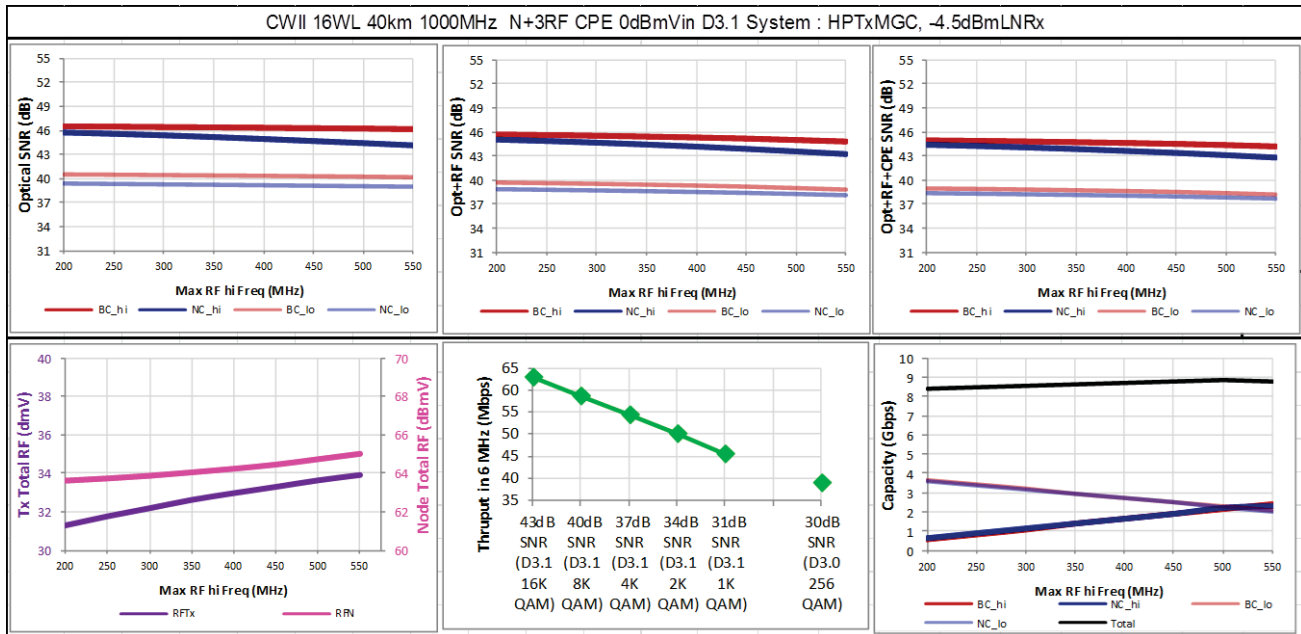 CWII 16WL 40km 1000MHz N+3RF CPE 0dBmVin D3.1 System : HPTxMGC, -4.5dBmLNRx
Optical SNR (dB)
55
52
49
46
43
40
37
34
31
200 250 300 350 400 450 500 550
Max RF hi Freq (MHz)
BC_hi NC_hi BC_lo NC_lo
Opt+RF SNR (dB)
55
52
49
46
43
40
37
34
31
200 250 300 350 400 450 500 550
Max RF hi Freq (MHz)
BC_hi NC_hi BC_lo NC_lo
Opt+RF+CPE SNR (dB)
55
52
49
46
43
40
37
34
31
200 250 300 350 400 450 500 550
Max RF hi Freq (MHz)
BC_hi NC_hi BC_lo NC_lo
Tx Total RF (dmV)
40
38
36
34
32
30
Node Total RF (dBmV)
70
68
66
64
62
60
200 250 300 350 400 450 500 550
Max RF hi Freq (MHz)
RFTx RFN
Thruput in 6 MHz (Mbps)
65
60
55
50
45
40
35
43dB 40dB 37dB 34dB 31dB 30dB
SNR SNR SNR SNR SNR SNR
(D3.1 (D3.1 (D3.1 (D3.1 (D3.1 (D3.0
16K 8K 4K 2K 1K 256
QAM) QAM) QAM) QAM) QAM) QAM)
Capacity (Gbps)
10
9
8
7
6
5
4
3
2
1
0
200 250 300 350 400 450 500 550
Max RF hi Freq (MHz)
BC_hi NC_hi BC_lo
NC_lo Total